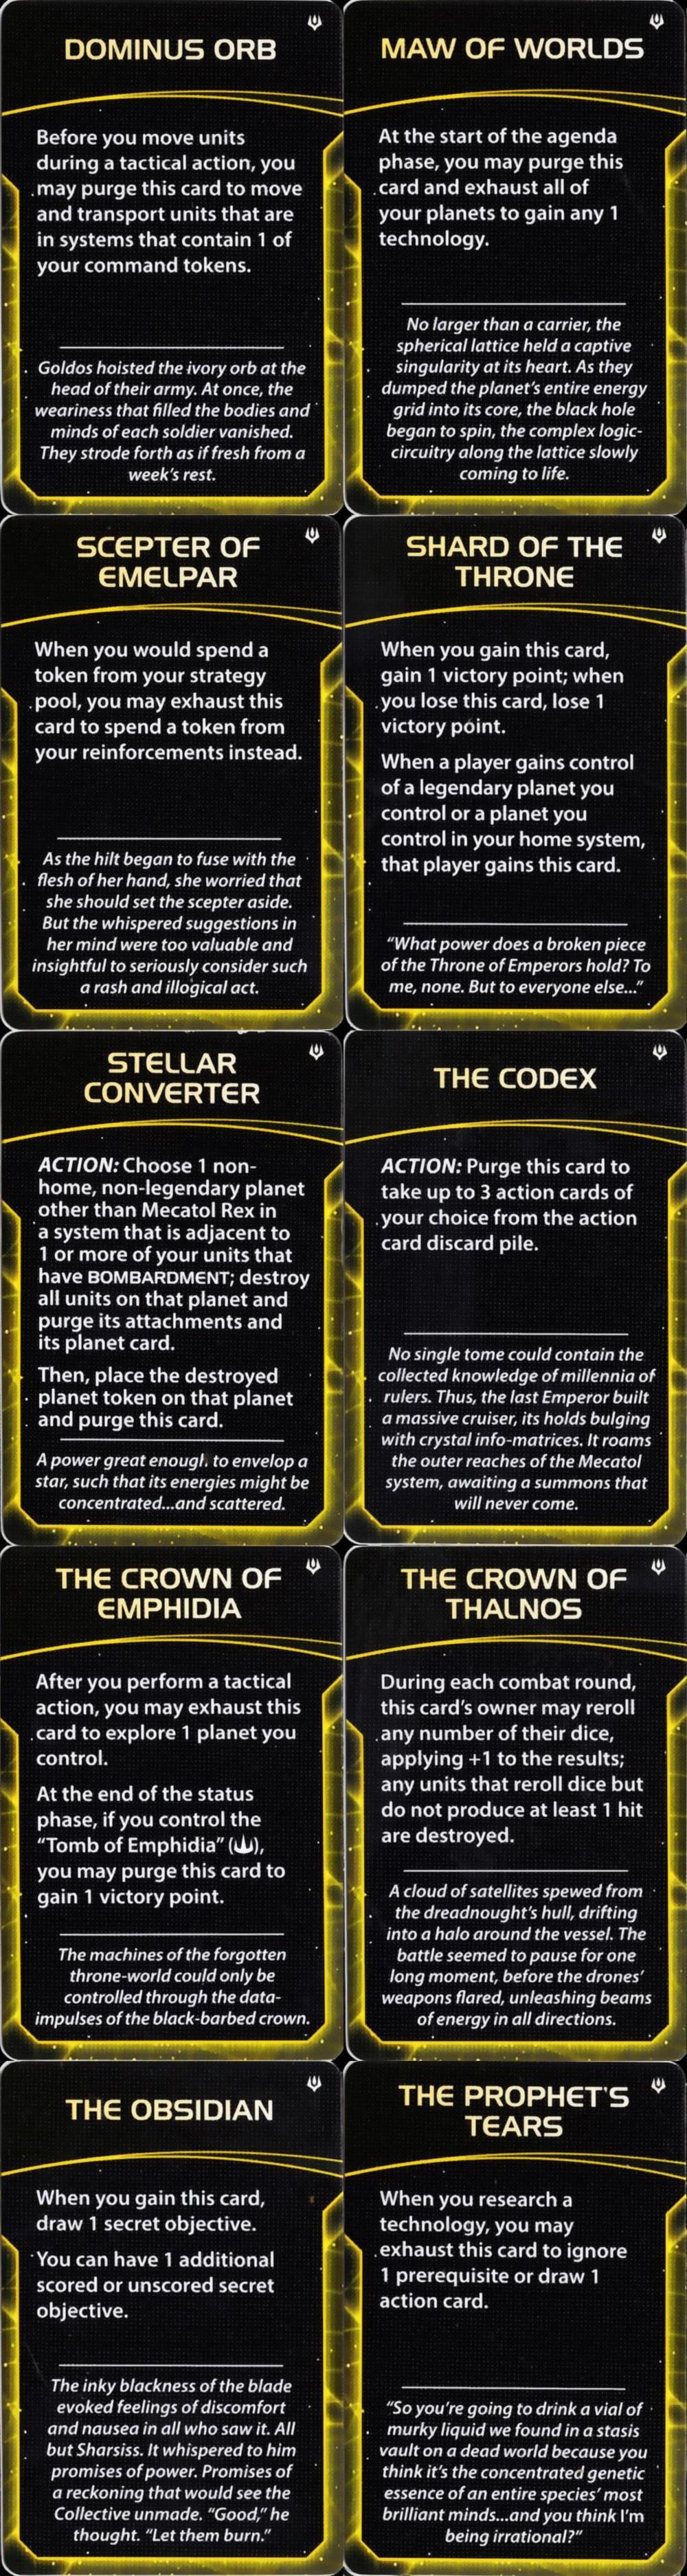 DOMINUS ORB
Before you move units
during a tactical action, you
may purge this card to move
and transport units that are
in systems that contain 1 of
your command tokens.
Goldos hoisted the ivory orb at the
head of their army. At once, the
weariness that filled the bodies and
minds of each soldier vanished.
They strode forth as if fresh from a
week's rest.
MAW OF WORLDS
At the start of the agenda
phase, you may purge this
card and exhaust all of
your planets to gain any 1
technology.
No larger than a carrier, the
spherical lattice held a captive
singularity at its heart. As they
dumped the planet's entire energy
grid into its core, the black hole
began to spin, the complex logic-
circuitry along the lattice slowly
coming to life.
SCEPTER OF
EMELPAR
When you would spend a
token from your strategy
pool, you may exhaust this
card to spend a token from
your reinforcements instead.
As the hilt began to fuse with the
flesh of her hand, she worried that
she should set the scepter aside.
But the whispered suggestions in
her mind were too valuable and
insightful to seriously consider such
a rash and illogical act.
SHARD OF THE
THRONE
When you gain this card,
gain 1 victory point; when
you lose this card, lose 1
victory point.
When a player gains control
of a legendary planet you
control or a planet you
control in your home system,
that player gains this card.
"What power does a broken piece
of the Throne of Emperors hold? To
me, none. But to everyone else..."
STELLAR
CONVERTER
ACTION: Choose 1 non-
home, non-legendary planet
other than Mecatol Rex in
a system that is adjacent to
1 or more of your units that
have BOMBARDMENT; destroy
all units on that planet and
purge its attachments and
its planet card.
Then, place the destroyed
planet token on that planet
and purge this card.
A power great enough to envelop a
star, such that its energies might be
concentrated...and scattered.
THE CODEX
ACTION: Purge this card to
take up to 3 action cards of
your choice from the action
card discard pile.
No single tome could contain the
collected knowledge of millennia of
rulers. Thus, the last Emperor built
a massive cruiser, its holds bulging
with crystal info-matrices. It roams
the outer reaches of the Mecatol
system, awaiting a summons that
will never come.
THE CROWN OF
EMPHIDIA
After you perform a tactical
action, you may exhaust this
card to explore 1 planet you
control.
At the end of the status
phase, if you control the
"Tomb of Emphidia" (),
you may purge this card to
gain 1 victory point.
The machines of the forgotten
throne-world could only be
controlled through the data-
impulses of the black-barbed crown.
THE CROWN OF
THALNOS
During each combat round,
this card's owner may reroll
any number of their dice,
applying +1 to the results;
any units that reroll dice but
do not produce at least 1 hit
are destroyed.
A cloud of satellites spewed from
the dreadnought's hull, drifting
into a halo around the vessel. The
battle seemed to pause for one
long moment, before the drones'
weapons flared, unleashing beams
of energy in all directions.
THE OBSIDIAN
When you gain this card,
draw 1 secret objective.
You can have 1 additional
scored or unscored secret
objective.
The inky blackness of the blade
evoked feelings of discomfort
and nausea in all who saw it. All
but Sharsiss. It whispered to him
promises of power. Promises of
a reckoning that would see the
Collective unmade. "Good," he
thought. "Let them burn."
THE PROPHET'S
TEARS
When you research a
technology, you may
exhaust this card to ignore
1 prerequisite or draw 1
action card.
"So you're going to drink a vial of
murky liquid we found in a stasis
vault on a dead world because you
think it's the concentrated genetic
essence of an entire species' most
brilliant minds...and you think I'm
being irrational?"